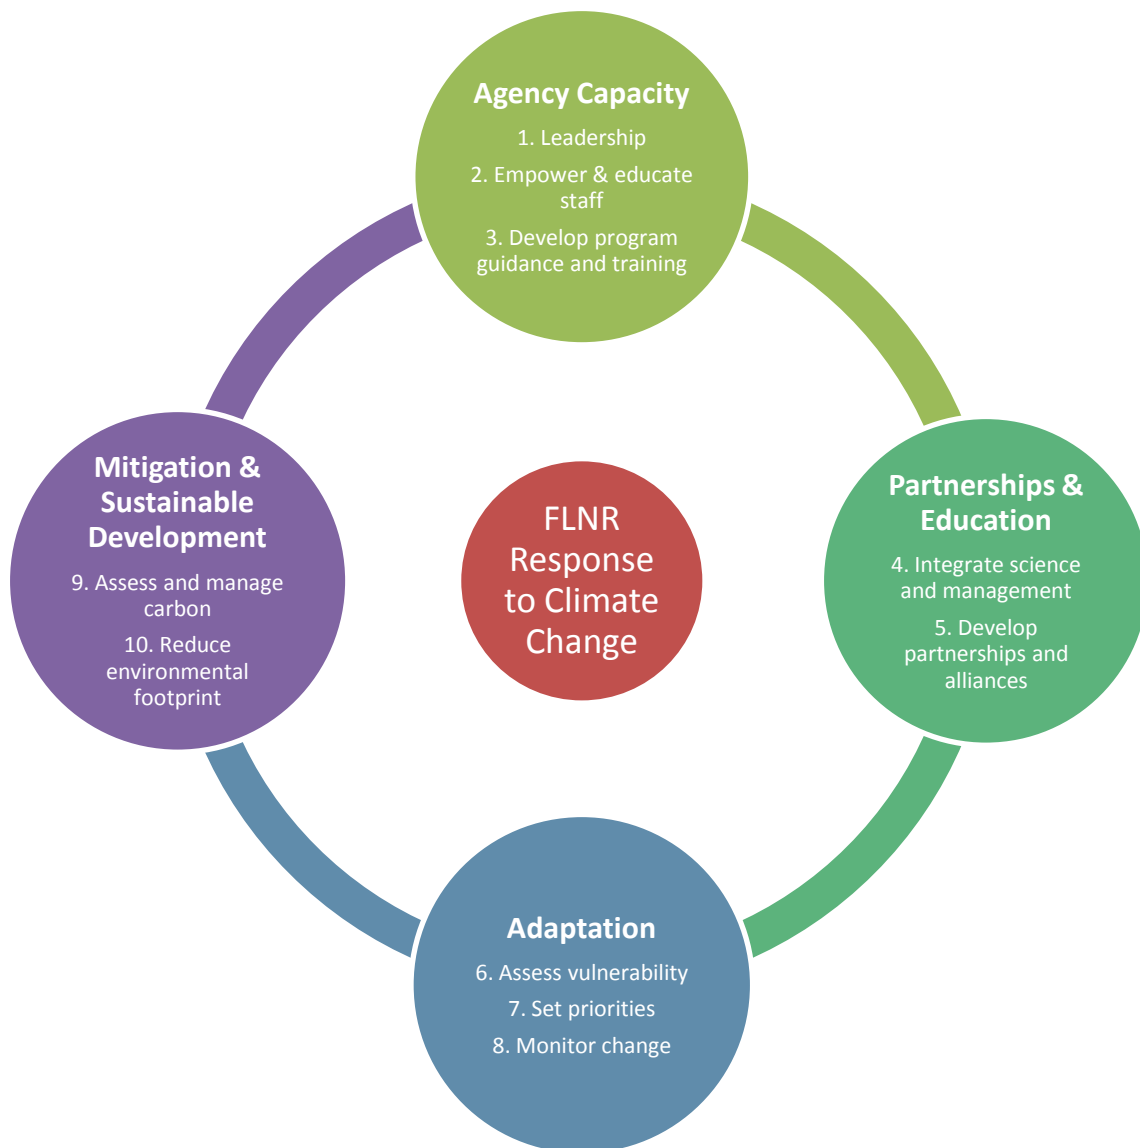 Agency Capacity
1. Leadership
2. Empower & educate
staff
3. Develop program
guidance and training
Mitigation &
Sustainable
Development
9. Assess and manage
carbon
10. Reduce
environmental
footprint
FLNR
Response
to Climate
Change
Partnerships &
Education
4. Integrate science
and management
5. Develop
partnerships and
alliances
Adaptation
6. Assess vulnerability
7. Set priorities
8. Monitor change